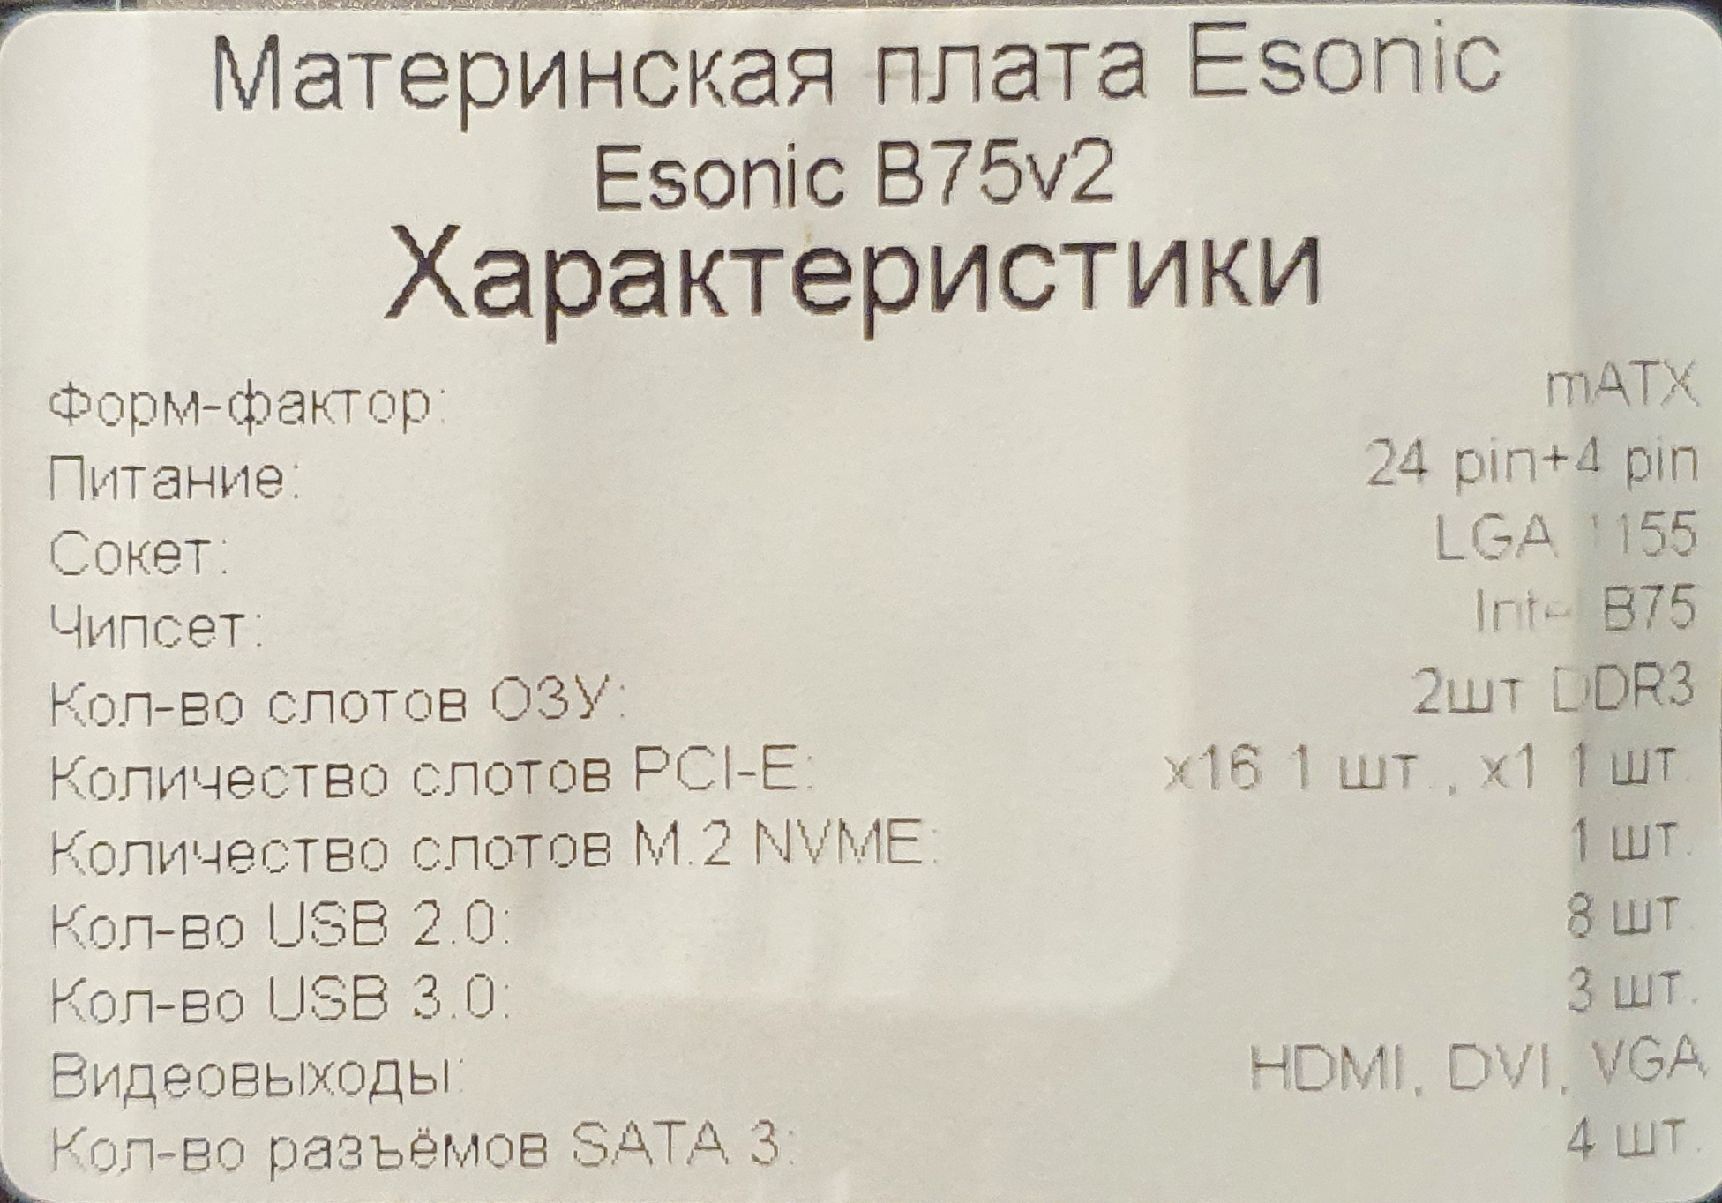 Материнская плата Esonic
Esonic B75v2
Характеристики
Форм-фактор: mATX
Питание: 24 pin+4 pin
Сокет: LGA 1155
Чипсет: Intel B75
Кол-во слотов ОЗУ: 2шт DDR3
Количество слотов PCI-E: x16 1 шт., x1 1 шт.
Количество слотов M.2 NVME: 1 шт.
Кол-во USB 2.0: 8 шт.
Кол-во USB 3.0: 3 шт.
Видеовыходы: HDMI, DVI, VGA
Кол-во разъёмов SATA 3: 4 шт.